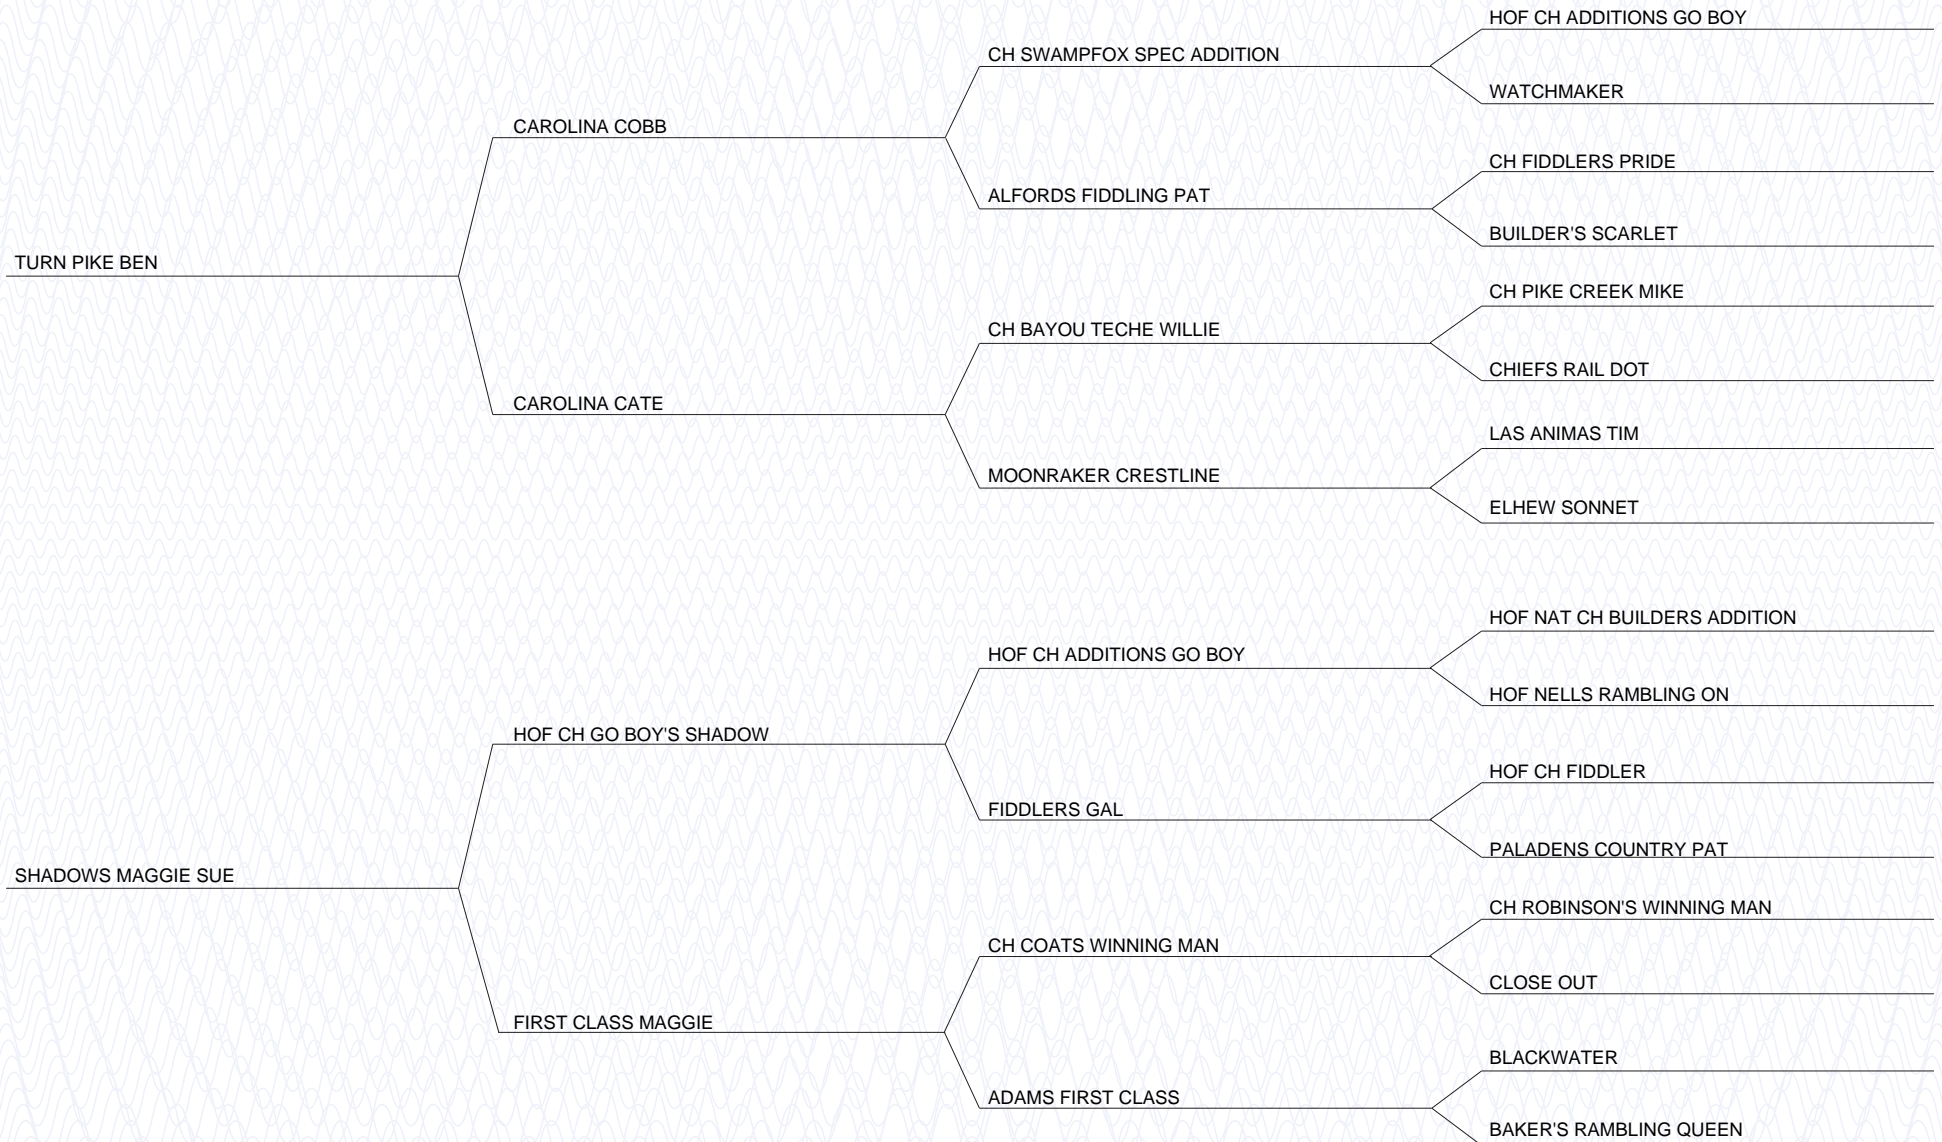 HOF CH ADDITIONS GO BOY
CH SWAMPFOX SPEC ADDITION
WATCHMAKER
CAROLINA COBB
CH FIDDLERS PRIDE
ALFORDS FIDDLING PAT
BUILDER'S SCARLET
TURN PIKE BEN
CH PIKE CREEK MIKE
CH BAYOU TECHE WILLIE
CHIEFS RAIL DOT
CAROLINA CATE
LAS ANIMAS TIM
MOONRAKER CRESTLINE
ELHEW SONNET
HOF NAT CH BUILDERS ADDITION
HOF CH ADDITIONS GO BOY
HOF NELLS RAMBLING ON
HOF CH GO BOY'S SHADOW
HOF CH FIDDLER
FIDDLERS GAL
PALADENS COUNTRY PAT
SHADOWS MAGGIE SUE
CH ROBINSON'S WINNING MAN
CH COATS WINNING MAN
CLOSE OUT
FIRST CLASS MAGGIE
BLACKWATER
ADAMS FIRST CLASS
BAKER'S RAMBLING QUEEN